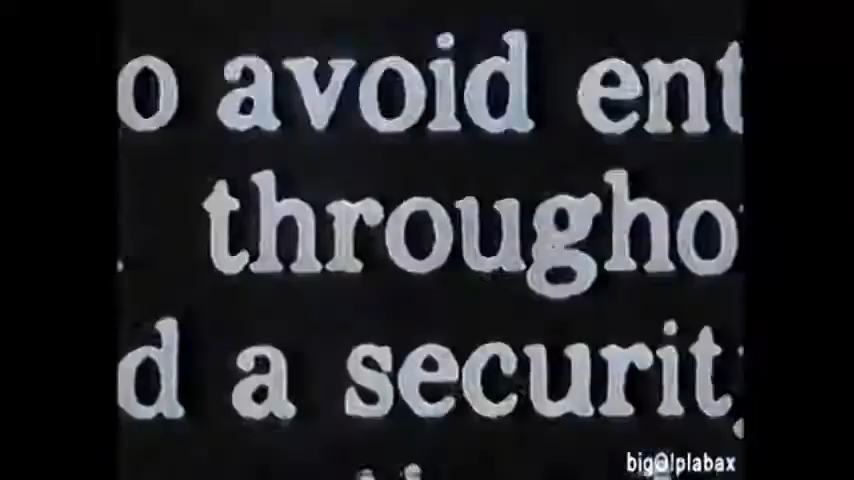 o avoid ent
. througho
d a securit
big@lplabax